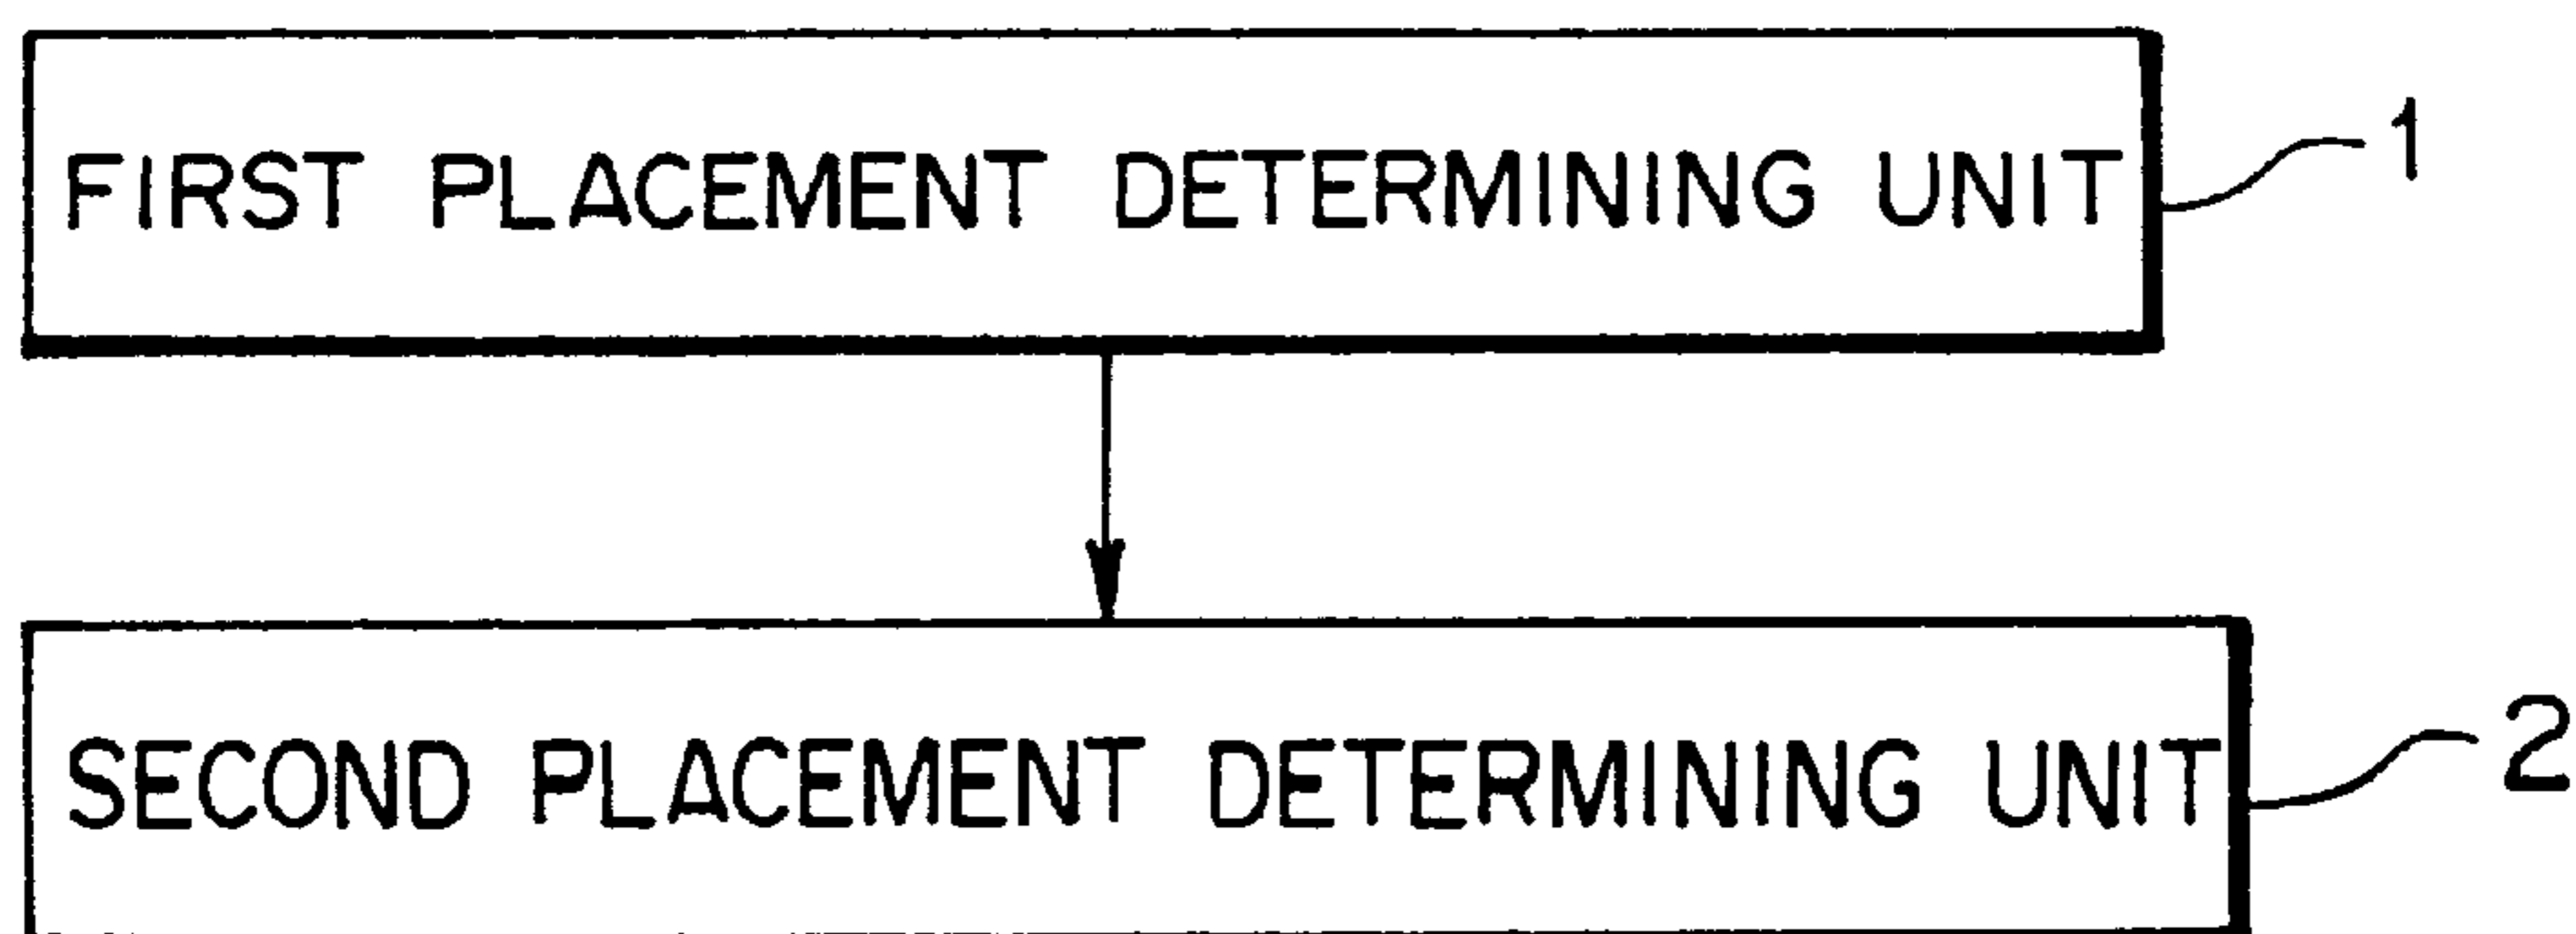 FIRST PLACEMENT DETERMINING UNIT 1
SECOND PLACEMENT DETERMINING UNIT 2